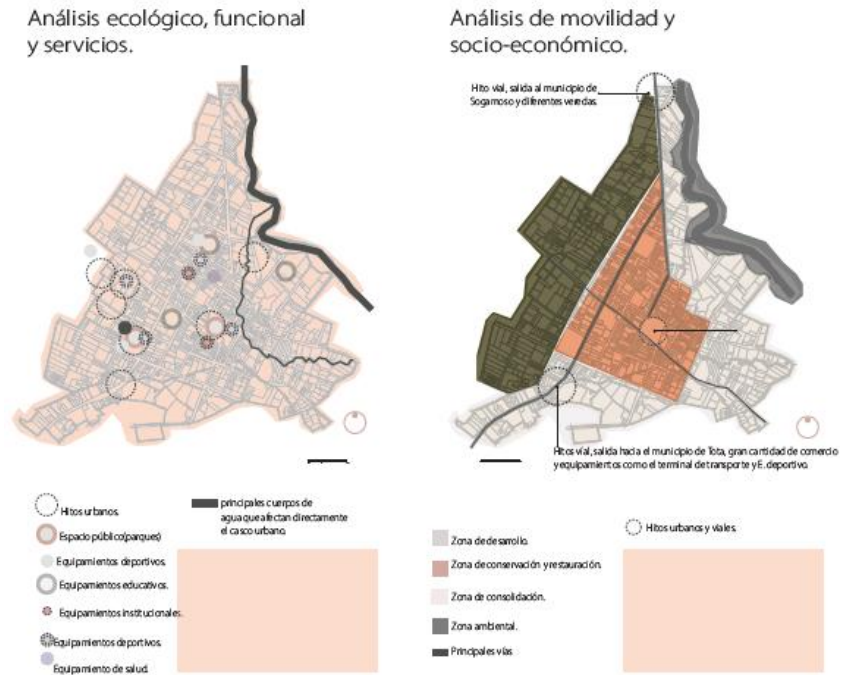 Análisis ecológico, funcional
y servicios.
Análisis de movilidad y
socio-económico.
Hito vial, salida al municipio de
Sogamoso y diferentes veredas.
Hitos vial, salida hacia el municipio de Tota, gran cantidad de comercio
y equipamientos como el terminal de transporte y E. deportivo.
Hitos urbanos.
Espacio público(parques)
Equipamientos deportivos.
Equipamientos educativos.
Equipamientos institucionales.
Equipamientos deportivos.
Equipamiento de salud.
principales cuerpos de
agua que afectan directamente
el casco urbano.
Zona de desarrollo.
Zona de conservación y restauración.
Zona de consolidación.
Zona ambiental.
Principales vías
Hitos urbanos y viales.